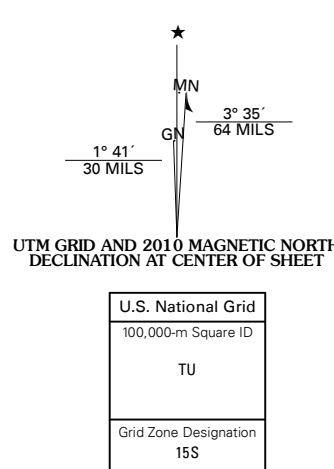 ★
MN
3° 35´
64 MILS
GN
1° 41´
30 MILS
UTM GRID AND 2010 MAGNETIC NORTH
DECLINATION AT CENTER OF SHEET
U.S. National Grid
100,000-m Square ID
TU
Grid Zone Designation
15S